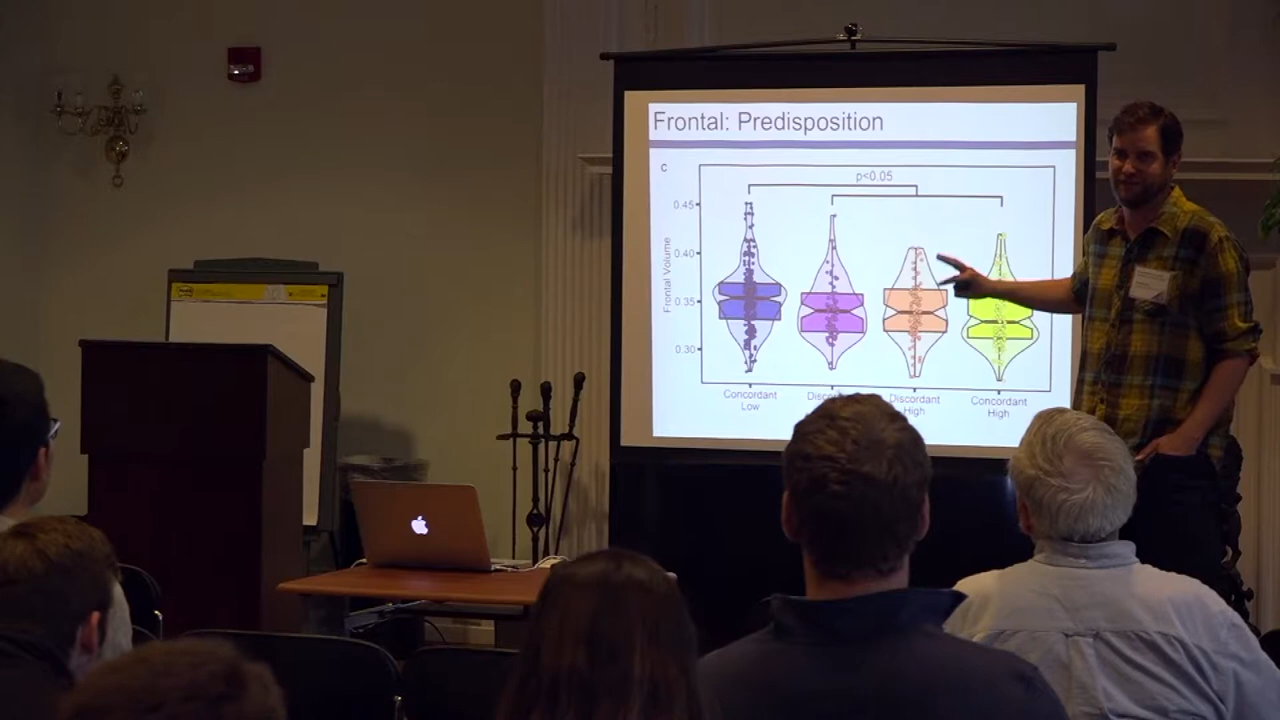 Frontal: Predisposition
c
p<0.05
0.45
0.40
0.35
0.30
Frontal Volume
Concordant
Low
Discordant
High
Concordant
High